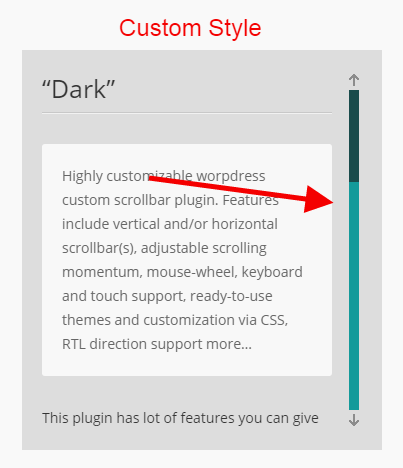 Custom Style
“Dark”
Highly customizable worpdress
custom scrollbar plugin. Features
include vertical and/or horizontal
scrollbar(s), adjustable scrolling
momentum, mouse-wheel, keyboard
and touch support, ready-to-use
themes and customization via CSS,
RTL direction support more...
This plugin has lot of features you can give